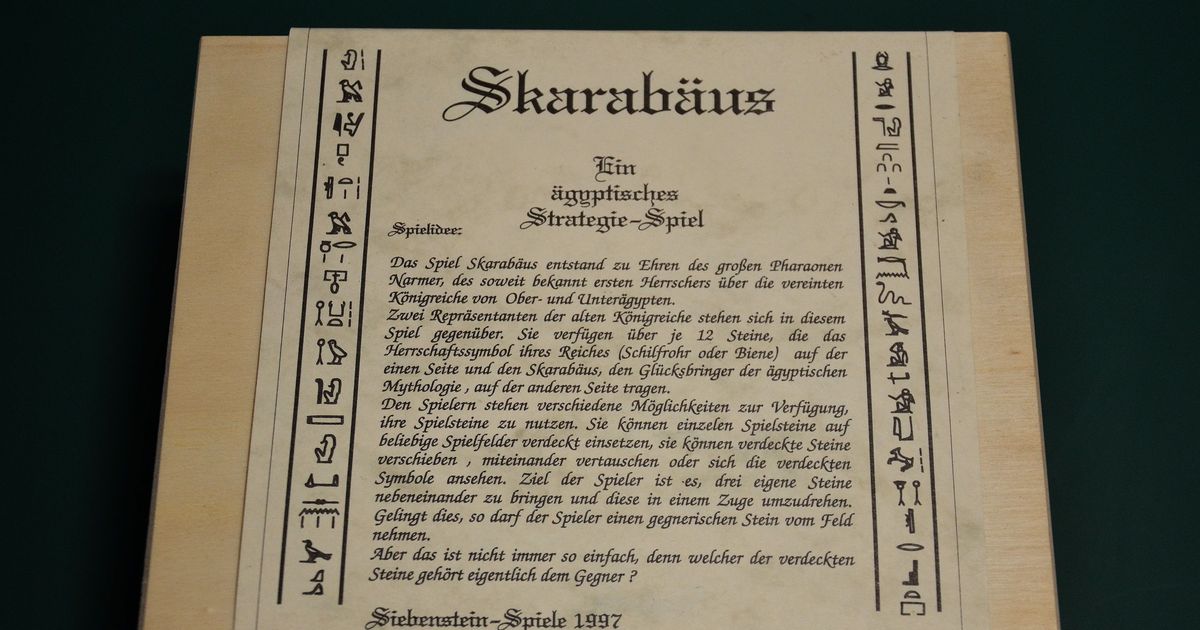 Skarabäus
Ein
ägyptisches
Strategie-Spiel
Spielidee:
Das Spiel Skarabäus entstand zu Ehren des großen Pharaonen
Narmer, des soweit bekannt ersten Herrschers über die vereinten
Königreiche von Ober- und Unterägypten.
Zwei Repräsentanten der alten Königreiche stehen sich in diesem
Spiel gegenüber. Sie verfügen über je 12 Steine, die das
Herrschaftssymbol ihres Reiches (Schilfrohr oder Biene) auf der
einen Seite und den Skarabäus, den Glücksbringer der ägyptischen
Mythologie , auf der anderen Seite tragen.
Den Spielern stehen verschiedene Möglichkeiten zur Verfügung,
ihre Spielsteine zu nutzen. Sie können einzelen Spielsteine auf
beliebige Spielfelder verdeckt einsetzen, sie können verdeckte Steine
verschieben , miteinander vertauschen oder sich die verdeckten
Symbole ansehen. Ziel der Spieler ist es, drei eigene Steine
nebeneinander zu bringen und diese in einem Zuge umzudrehen.
Gelingt dies, so darf der Spieler einen gegnerischen Stein vom Feld
nehmen.
Aber das ist nicht immer so einfach, denn welcher der verdeckten
Steine gehört eigentlich dem Gegner ?
Siebenstein-Spiele 1997